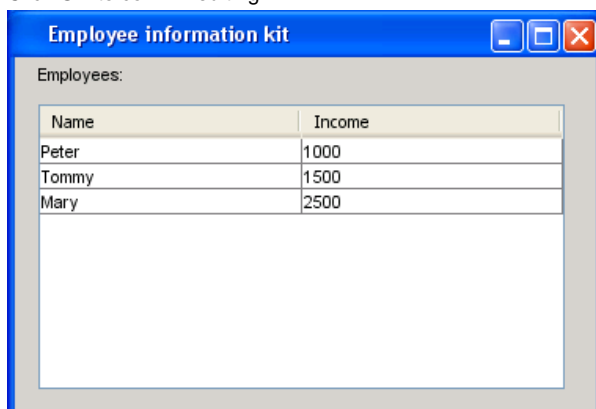 Employee information kit
Employees:
Name Income
Peter 1000
Tommy 1500
Mary 2500